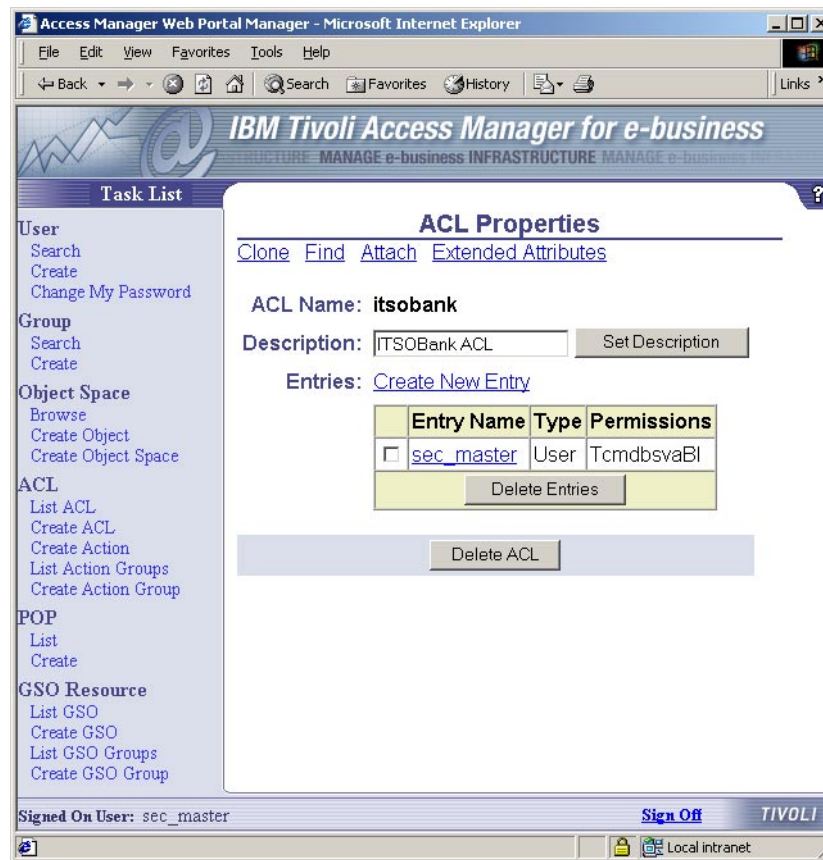 Access Manager Web Portal Manager - Microsoft Internet Explorer
File Edit View Favorites Tools Help
Back Search Favorites History Links
IBM Tivoli Access Manager for e-business
STRUCTURE MANAGE e-business INFRASTRUCTURE MANAGE e-business
Task List
?
User
Search
Create
Change My Password
Group
Search
Create
Object Space
Browse
Create Object
Create Object Space
ACL
List ACL
Create ACL
Create Action
List Action Groups
Create Action Group
POP
List
Create
GSO Resource
List GSO
Create GSO
List GSO Groups
Create GSO Group
ACL Properties
Clone Find Attach Extended Attributes
ACL Name: itsobank
Description: ITSOBank ACL Set Description
Entries: Create New Entry
Entry Name Type Permissions
sec_master User TcmdbsvaBl
Delete Entries
Delete ACL
Signed On User: sec_master Sign Off TIVOLI
Local intranet